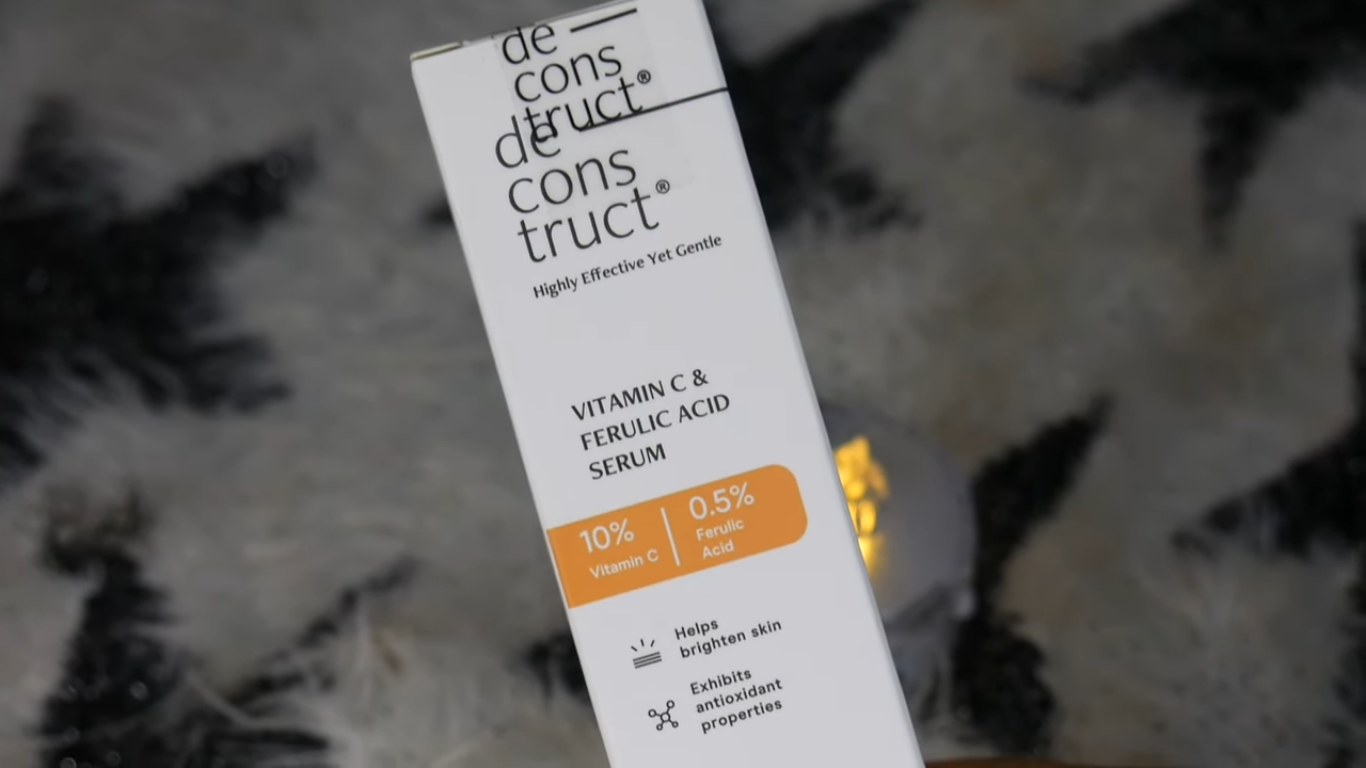 de
cons
truct®
de
cons
truct®
Highly Effective Yet Gentle
VITAMIN C &
FERULIC ACID
SERUM
10%
Vitamin C
0.5%
Ferulic
Acid
Helps
brighten skin
Exhibits
antioxidant
properties